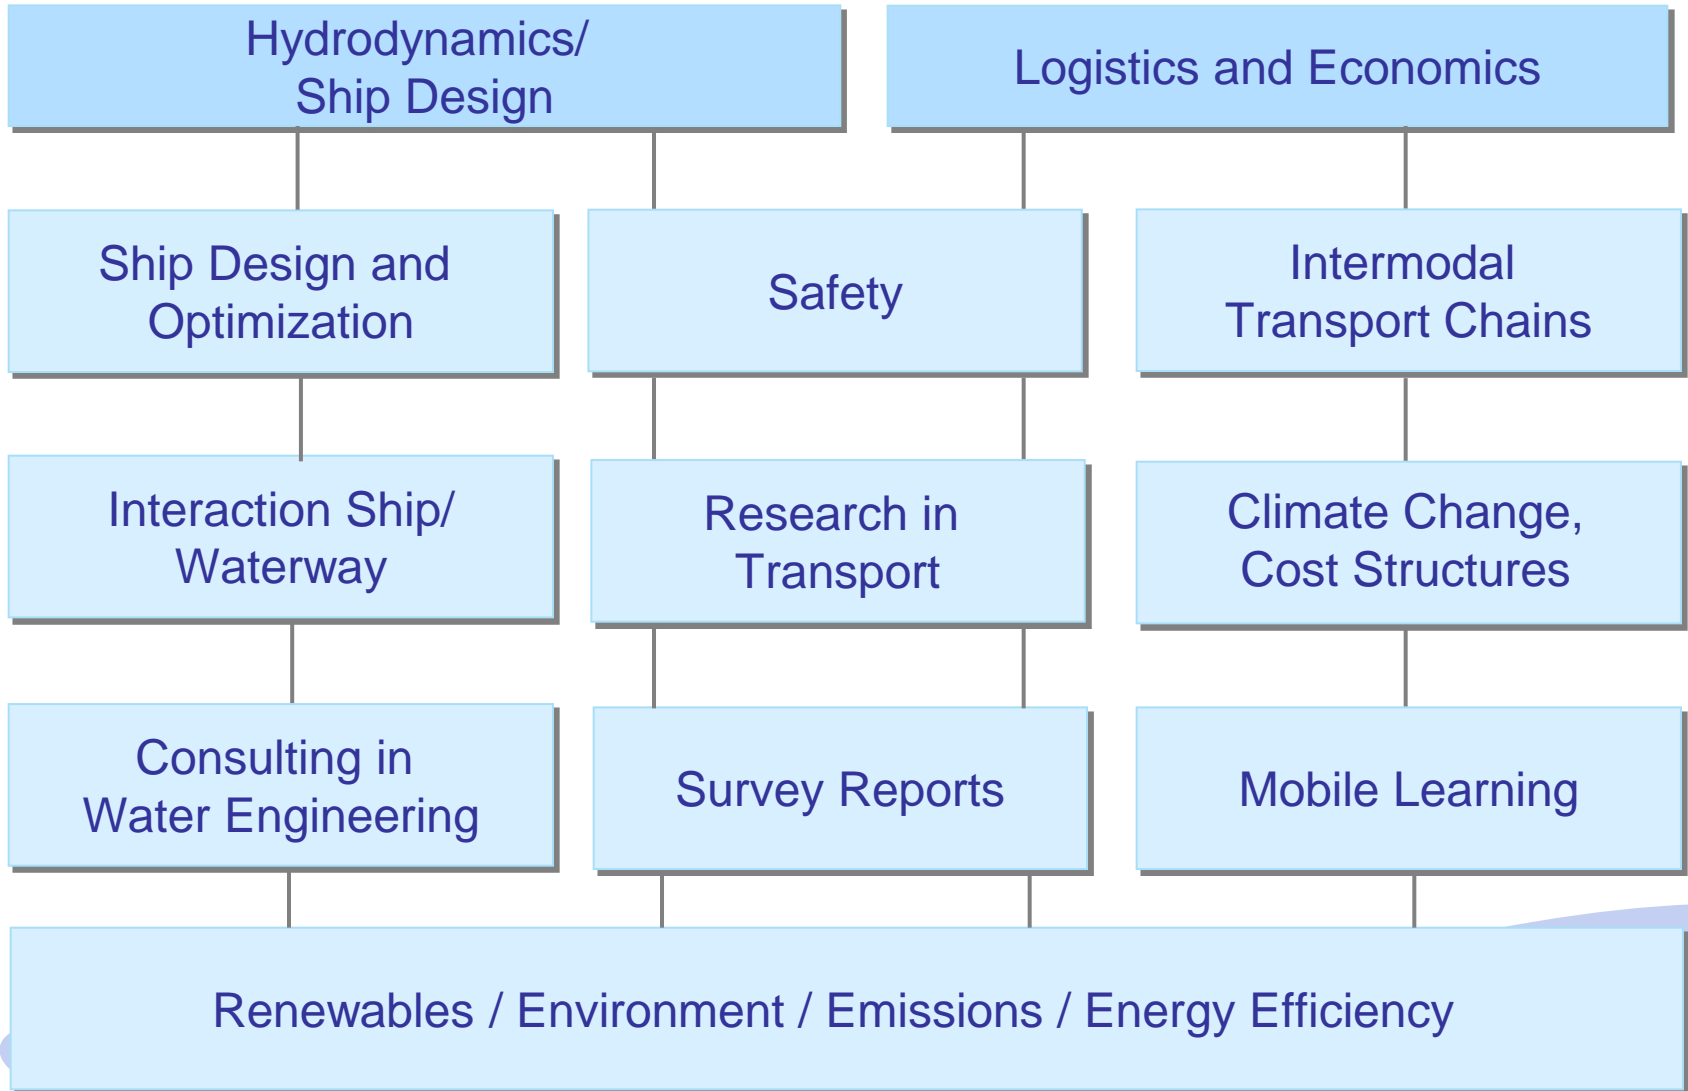 Hydrodynamics/
Ship Design
Logistics and Economics
Ship Design and
Optimization
Safety
Intermodal
Transport Chains
Interaction Ship/
Waterway
Research in
Transport
Climate Change,
Cost Structures
Consulting in
Water Engineering
Survey Reports
Mobile Learning
Renewables / Environment / Emissions / Energy Efficiency